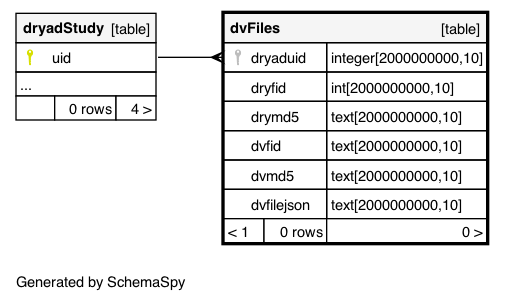 dryadStudy [table]
uid
...
0 rows 4 >
dvFiles [table]
dryaduid integer[2000000000,10]
dryfid int[2000000000,10]
drymd5 text[2000000000,10]
dvfid text[2000000000,10]
dvmd5 text[2000000000,10]
dvfilejson text[2000000000,10]
< 1 0 rows 0 >
Generated by SchemaSpy